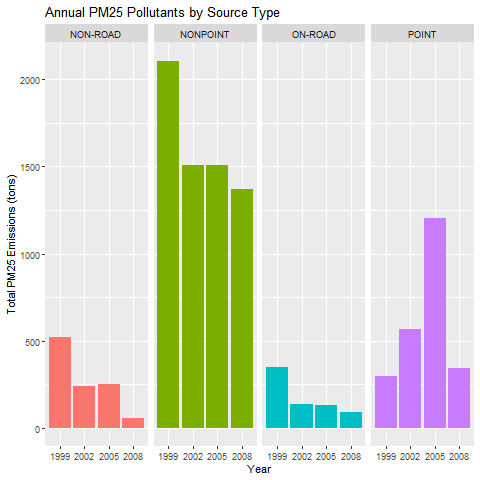 Annual PM25 Pollutants by Source Type
NON-ROAD NONPOINT ON-ROAD POINT
2000
1500
1000
500
0
Total PM25 Emissions (tons)
1999 2002 2005 2008 1999 2002 2005 2008 1999 2002 2005 2008 1999 2002 2005 2008
Year